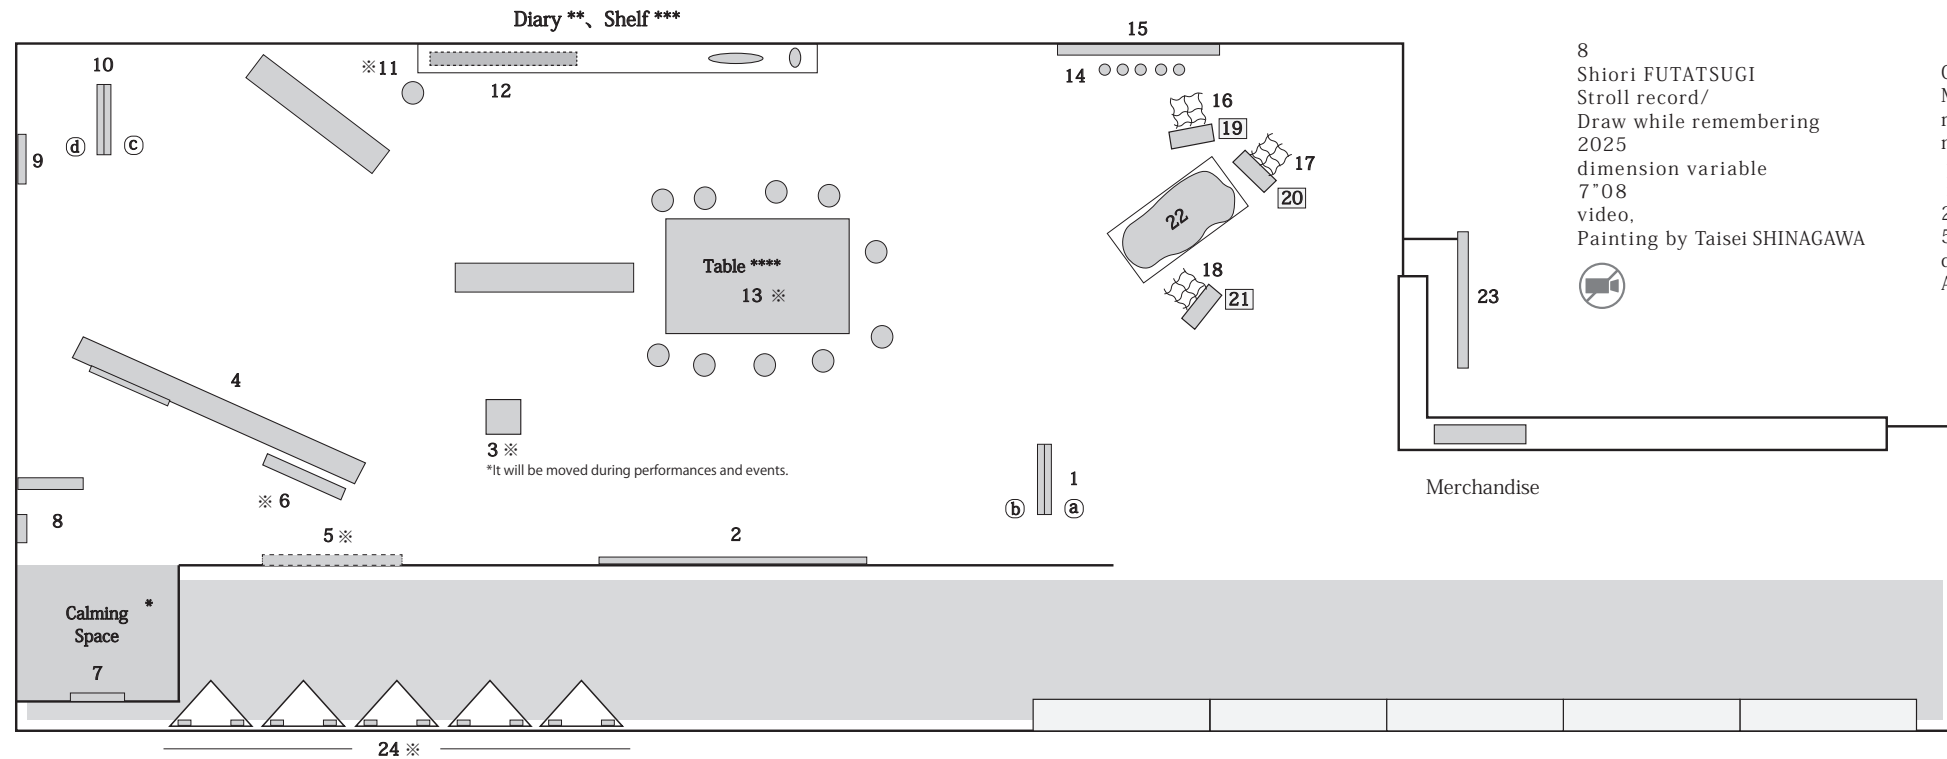 Diary **、Shelf ***
15
10
※11
12
14
16
19
9
ⓓ
ⓒ
17
20
22
Table ****
13 ※
18
21
23
4
3 ※
*It will be moved during performances and events.
※ 6
1
ⓑ
ⓐ
8
5 ※
2
Merchandise
Calming *
Space
7
24 ※
8
Shiori FUTATSUGI
Stroll record/
Draw while remembering
2025
dimension variable
7”08
video,
Painting by Taisei SHINAGAWA